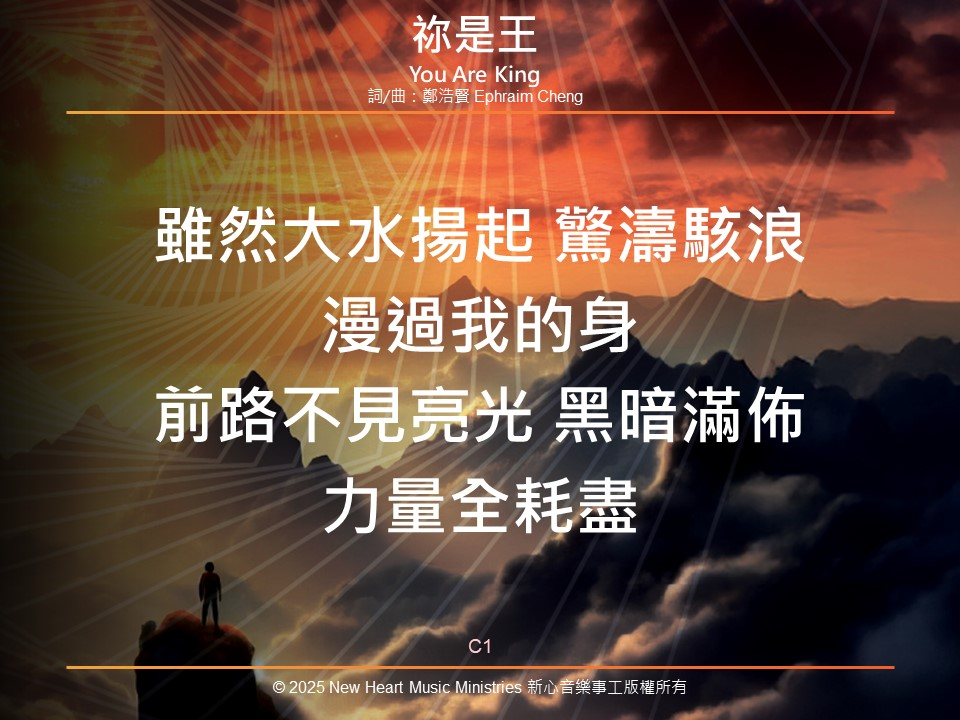 祢是王
You Are King
詞/曲：鄭浩賢 Ephraim Cheng
雖然大水揚起 驚濤駭浪
漫過我的身
前路不見亮光 黑暗滿佈
力量全耗盡
C1
© 2025 New Heart Music Ministries 新心音樂事工版權所有